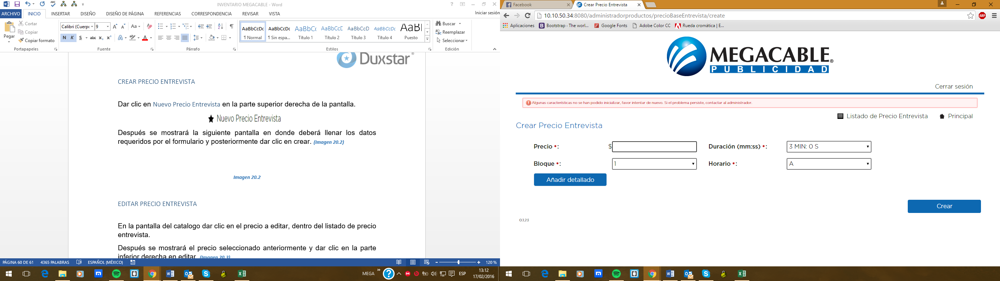 INVENTARIO MEGACABLE - Word
ARCHIVO INICIO INSERTAR DISEÑO DISEÑO DE PÁGINA REFERENCIAS CORRESPONDENCIA REVISAR VISTA Iniciar sesión
Pegar
Cortar
Copiar
Copiar formato
Portapapeles
Calibri (Cuerpo 9
N K S abc x₂ x²
Fuente
Párrafo
AaBbCcDc AaBbCcDc AaBbC( AaBbCcE AaBbCcD AaBbCcDc AaBl
¶ Normal ¶ Sin espa... Título 1 Título 2 Título 3 Título 4 Puesto
Estilos
Buscar
Reemplazar
Seleccionar
Edición
Duxstar®
CREAR PRECIO ENTREVISTA
Dar clic en Nuevo Precio Entrevista en la parte superior derecha de la pantalla.
Nuevo Precio Entrevista
Después se mostrará la siguiente pantalla en donde deberá llenar los datos
requeridos por el formulario y posteriormente dar clic en crear. (Imagen 20.2)
Imagen 20.2
EDITAR PRECIO ENTREVISTA
En la pantalla del catalogo dar clic en el precio a editar, dentro del listado de precio
entrevista.
Después se mostrará el precio seleccionado anteriormente y dar clic en la parte
inferior derecha en editar. (Imagen 20.3)
PÁGINA 60 DE 61 4365 PALABRAS ESPAÑOL (MÉXICO) 120 %
MEGA » ESP 13:12
17/02/2016
Facebook
Crear Precio Entrevista
10.10.50.34:8080/administradorproductos/precioBaseEntrevista/create
ABP
Aplicaciones Bootstrap · The worl... Google Fonts Adobe Color CC Rueda cromática | E...
MEGACABLE®
PUBLICIDAD
Cerrar sesión
Algunas características no se han podido inicializar, favor intentar de nuevo. Si el problema persiste, contactar al administrador.
Listado de Precio Entrevista Principal
Crear Precio Entrevista
Precio *: $ Duración (mm:ss) *: 3 MIN: 0 S
Bloque *: 1 Horario *: A
Añadir detallado
Crear
0.1.23